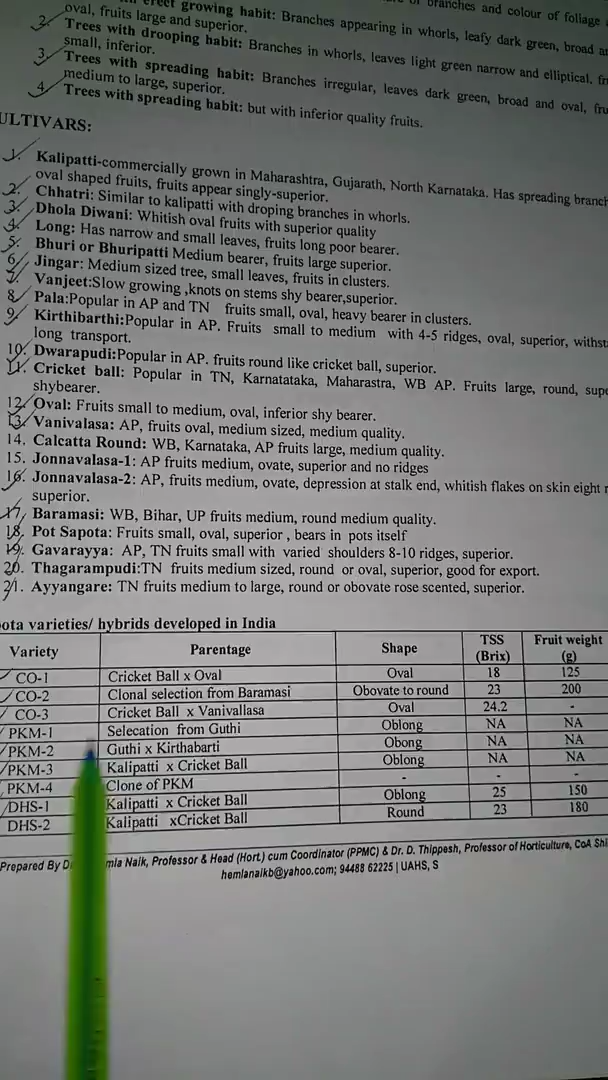 erect growing habit: Branches appearing in whorls, leafy dark green, broad
oval, fruits large and superior.
2. Trees with drooping habit: Branches in whorls, leaves light green narrow and elliptical,
small, inferior.
3. Trees with spreading habit: Branches irregular, leaves dark green, broad and oval,
medium to large, superior.
4. Trees with spreading habit: but with inferior quality fruits.
ULTIVARS:
1. Kalipatti-commercially grown in Maharashtra, Gujarath, North Karnataka. Has spreading branch
oval shaped fruits, fruits appear singly-superior.
2. Chhatri: Similar to kalipatti with droping branches in whorls.
3. Dhola Diwani: Whitish oval fruits with superior quality
4. Long: Has narrow and small leaves, fruits long poor bearer.
5. Bhuri or Bhuripatti Medium bearer, fruits large superior.
6. Jingar: Medium sized tree, small leaves, fruits in clusters.
7. Vanjeet:Slow growing ,knots on stems shy bearer,superior.
8. Pala:Popular in AP and TN fruits small, oval, heavy bearer in clusters.
9. Kirthibarthi:Popular in AP. Fruits small to medium with 4-5 ridges, oval, superior, withst
long transport.
10. Dwarapudi:Popular in AP. fruits round like cricket ball, superior.
11. Cricket ball: Popular in TN, Karnatataka, Maharastra, WB AP. Fruits large, round, supe
shybearer.
12. Oval: Fruits small to medium, oval, inferior shy bearer.
13. Vanivalasa: AP, fruits oval, medium sized, medium quality.
14. Calcatta Round: WB, Karnataka, AP fruits large, medium quality.
15. Jonnavalasa-1: AP fruits medium, ovate, superior and no ridges
16. Jonnavalasa-2: AP, fruits medium, ovate, depression at stalk end, whitish flakes on skin eight r
superior.
17. Baramasi: WB, Bihar, UP fruits medium, round medium quality.
18. Pot Sapota: Fruits small, oval, superior , bears in pots itself
19. Gavarayya: AP, TN fruits small with varied shoulders 8-10 ridges, superior.
20. Thagarampudi:TN fruits medium sized, round or oval, superior, good for export.
21. Ayyangare: TN fruits medium to large, round or obovate rose scented, superior.
ota varieties/ hybrids developed in India
Variety Parentage Shape TSS (Brix) Fruit weight (g)
CO-1 Cricket Ball x Oval Oval 18 125
CO-2 Clonal selection from Baramasi Obovate to round 23 200
CO-3 Cricket Ball x Vanivallasa Oval 24.2 -
PKM-1 Selecation from Guthi Oblong NA NA
PKM-2 Guthi x Kirthabarti Obong NA NA
PKM-3 Kalipatti x Cricket Ball Oblong NA NA
PKM-4 Clone of PKM - - -
DHS-1 Kalipatti x Cricket Ball Oblong 25 150
DHS-2 Kalipatti xCricket Ball Round 23 180
Prepared By D mla Naik, Professor & Head (Hort.) cum Coordinator (PPMC) & Dr. D. Thippesh, Professor of Horticulture, CoA Shi
hemlanaikb@yahoo.com; 94488 62225 | UAHS, S